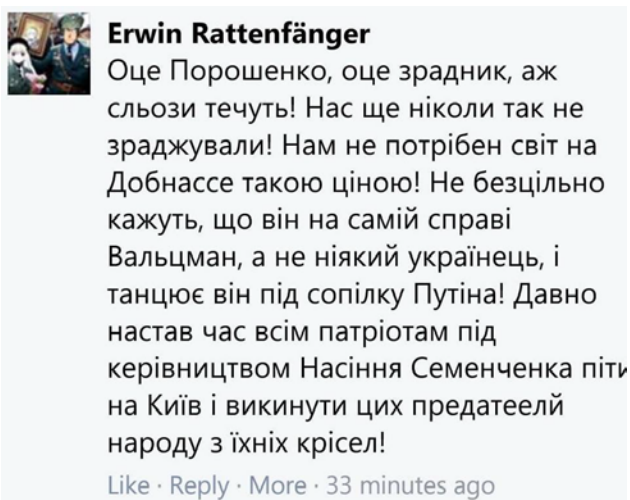 Erwin Rattenfänger
Оце Порошенко, оце зрадник, аж
сльози течуть! Нас ще ніколи так не
зраджували! Нам не потрібен світ на
Добнассе такою ціною! Не безцільно
кажуть, що він на самій справі
Вальцман, а не ніякий українець, і
танцює він під сопілку Путіна! Давно
настав час всім патріотам під
керівництвом Насіння Семенченка піти
на Київ і викинути цих предатеелй
народу з їхніх крісел!
Like · Reply · More · 33 minutes ago